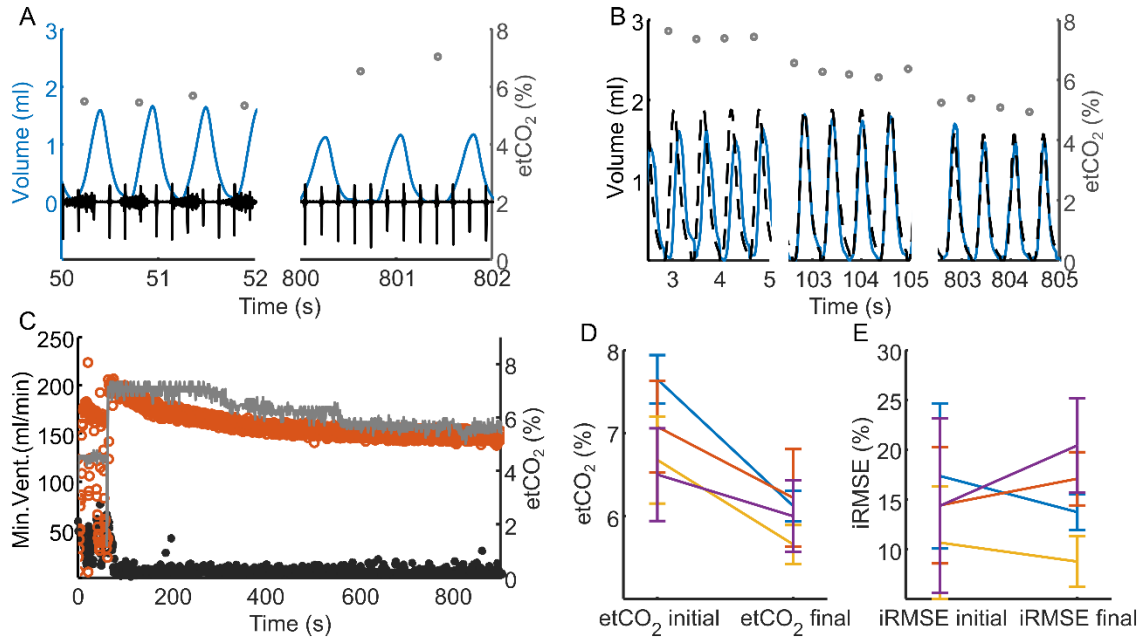 A
B
3
2
1
0
Volume (ml)
8
6
4
2
0
etCO2 (%)
50 51 52 800 801 802
Time (s)
3
2
1
Volume (ml)
8
6
4
2
0
etCO2 (%)
3 4 5 103 104 105 803 804 805
Time (s)
C
250
200
150
100
50
0
Min.Vent.(ml/min)
8
6
4
2
0
etCO2 (%)
0 200 400 600 800
Time (s)
D
8
7
6
etCO2 (%)
etCO2 initial etCO2 final
E
30
25
20
15
10
iRMSE (%)
iRMSE initial iRMSE final